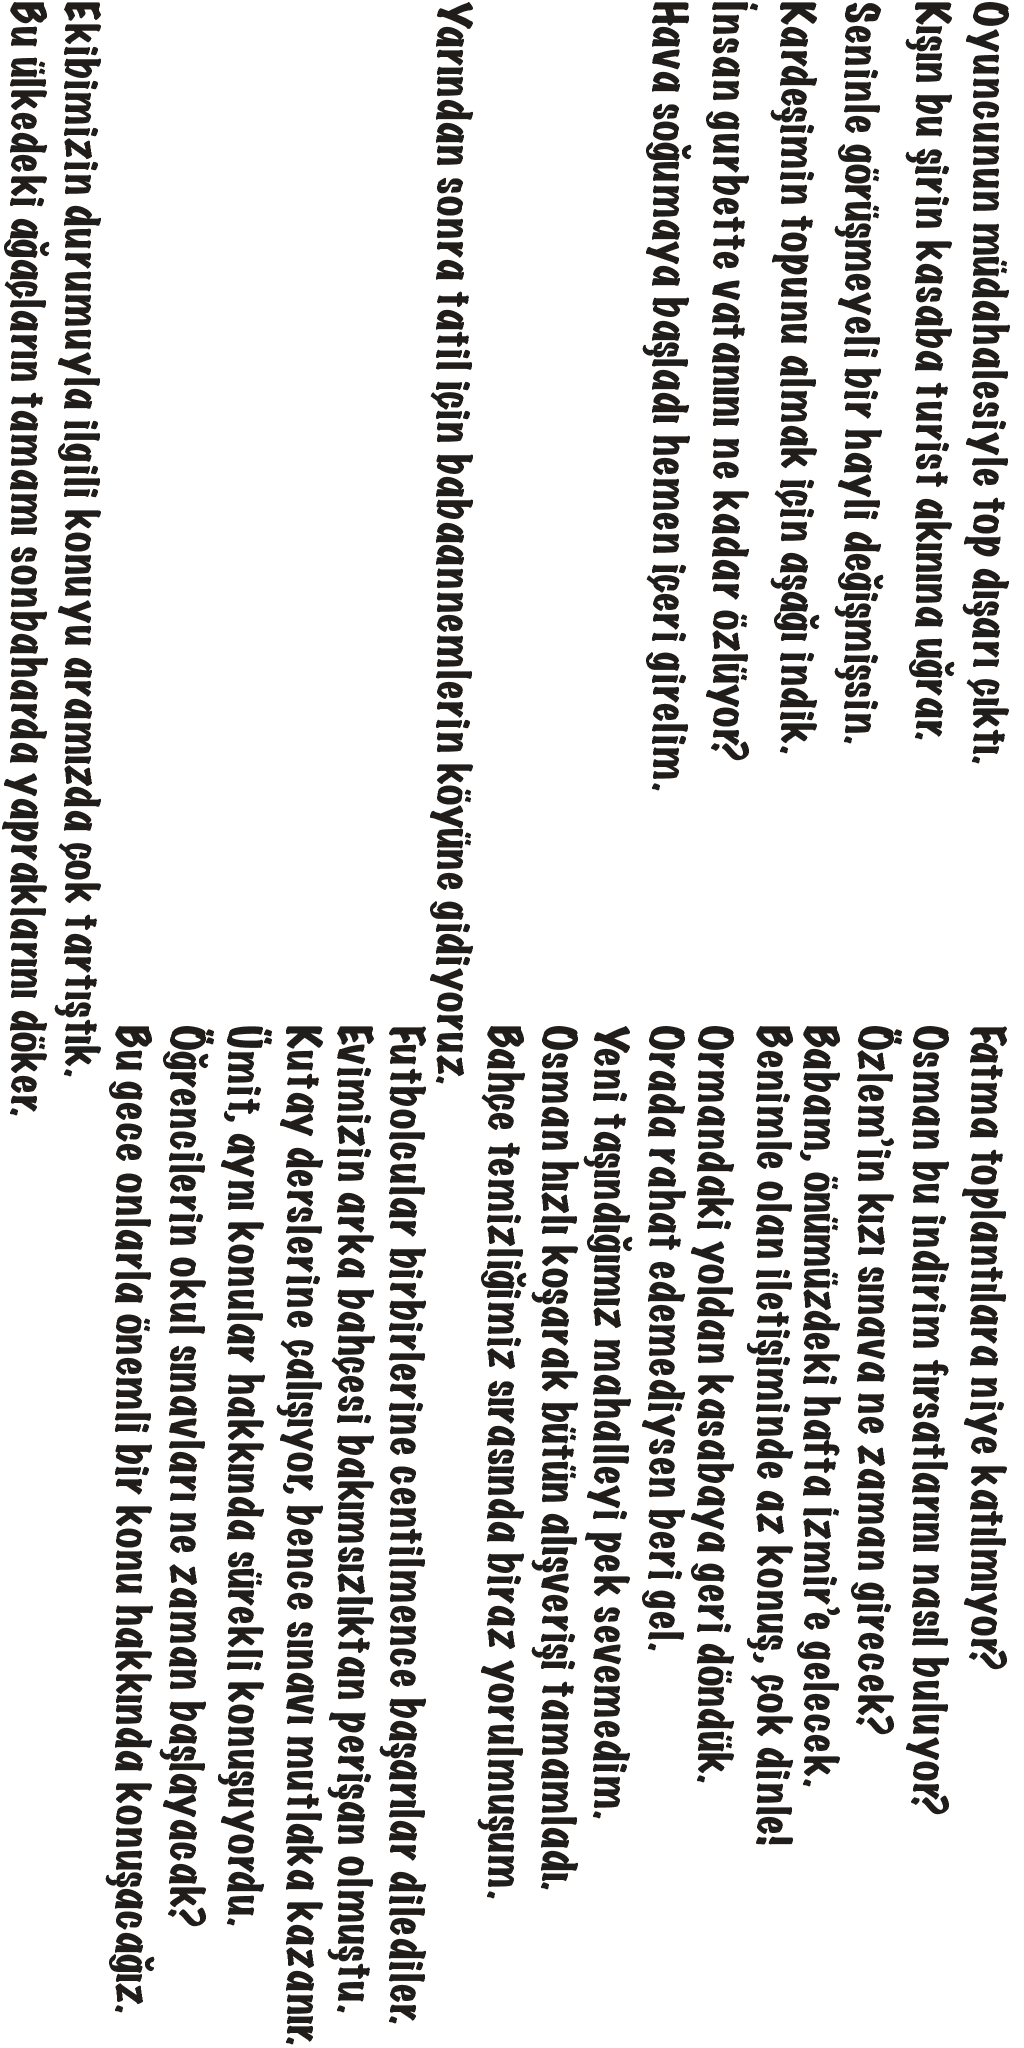 Oyuncunun müdahalesiyle top dışarı çıktı.
Kışın bu şirin kasaba turist akınına uğrar.
Seninle görüşmeyeli bir hayli değişmişsin.
Kardeşimin topunu almak için aşağı indik.
İnsan gurbette vatanını ne kadar özlüyor?
Hava soğumaya başladı hemen içeri girelim.
Yarından sonra tatil için babaannemlerin köyüne gidiyoruz.
Ekibimizin durumuyla ilgili konuyu aramızda çok tartıştık.
Bu ülkedeki ağaçların tamamı sonbaharda yapraklarını döker.
Fatma toplantılara niye katılmıyor?
Osman bu indirim fırsatlarını nasıl buluyor?
Özlem’in kızı sınava ne zaman girecek?
Babam, önümüzdeki hafta İzmir’e gelecek.
Benimle olan iletişiminde az konuş, çok dinle!
Ormandaki yoldan kasabaya geri döndük.
Orada rahat edemediysen beri gel.
Yeni taşındığımız mahalleyi pek sevemedim.
Osman hızlı koşarak bütün alışverişi tamamladı.
Bahçe temizliğimiz sırasında biraz yorulmuşum.
Futbolcular birbirlerine centilmence başarılar dilediler.
Evimizin arka bahçesi bakımsızlıktan perişan olmuştu.
Kutay derslerine çalışıyor, bence sınavı mutlaka kazanır.
Ümit, aynı konular hakkında sürekli konuşuyordu.
Öğrencilerin okul sınavları ne zaman başlayacak?
Bu gece onlarla önemli bir konu hakkında konuşacağız.